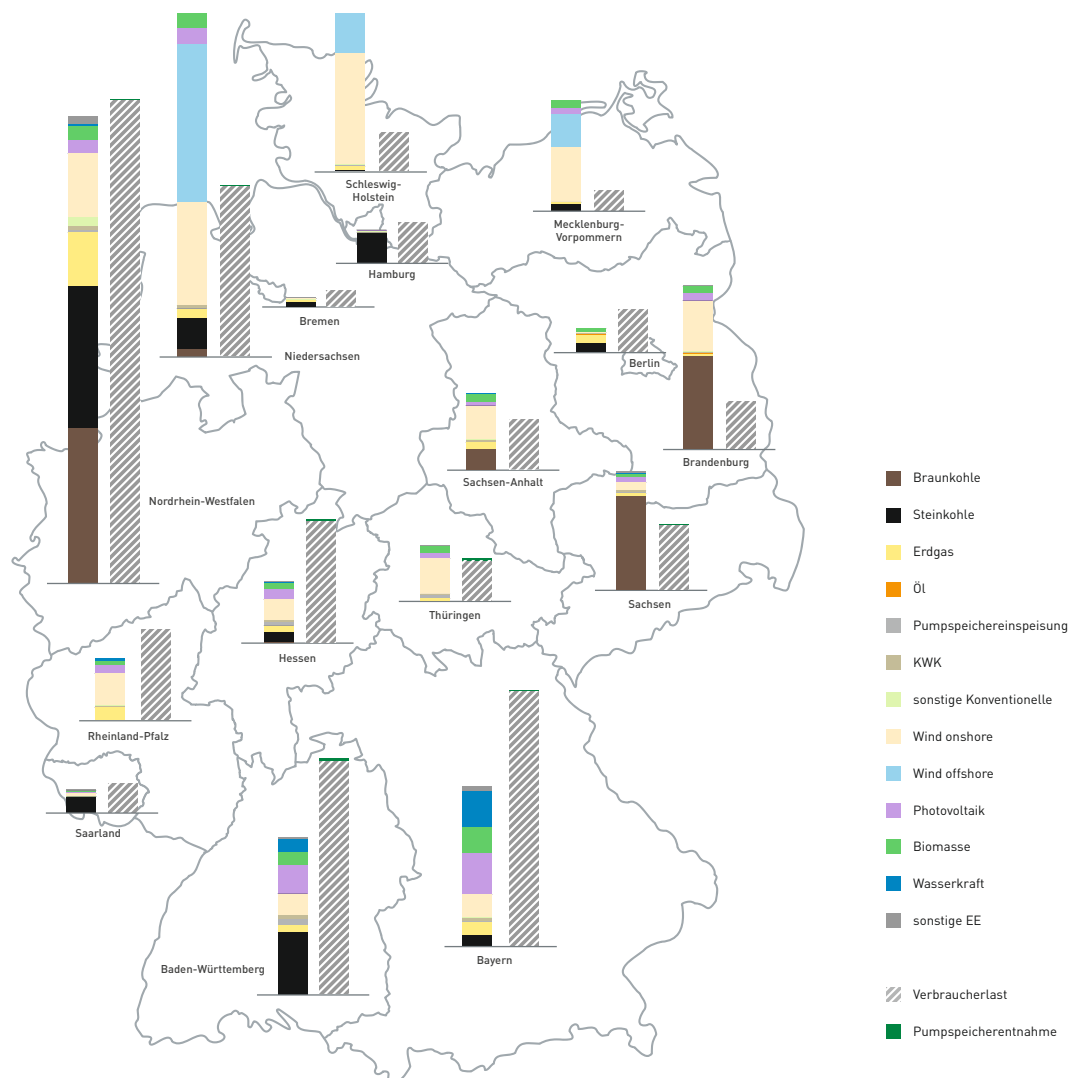 Schleswig-
Holstein
Mecklenburg-
Vorpommern
Hamburg
Bremen
Niedersachsen
Berlin
Brandenburg
Sachsen-Anhalt
Nordrhein-Westfalen
Sachsen
Thüringen
Hessen
Rheinland-Pfalz
Saarland
Baden-Württemberg
Bayern
Braunkohle
Steinkohle
Erdgas
Öl
Pumpspeichereinspeisung
KWK
sonstige Konventionelle
Wind onshore
Wind offshore
Photovoltaik
Biomasse
Wasserkraft
sonstige EE
Verbraucherlast
Pumpspeicherentnahme